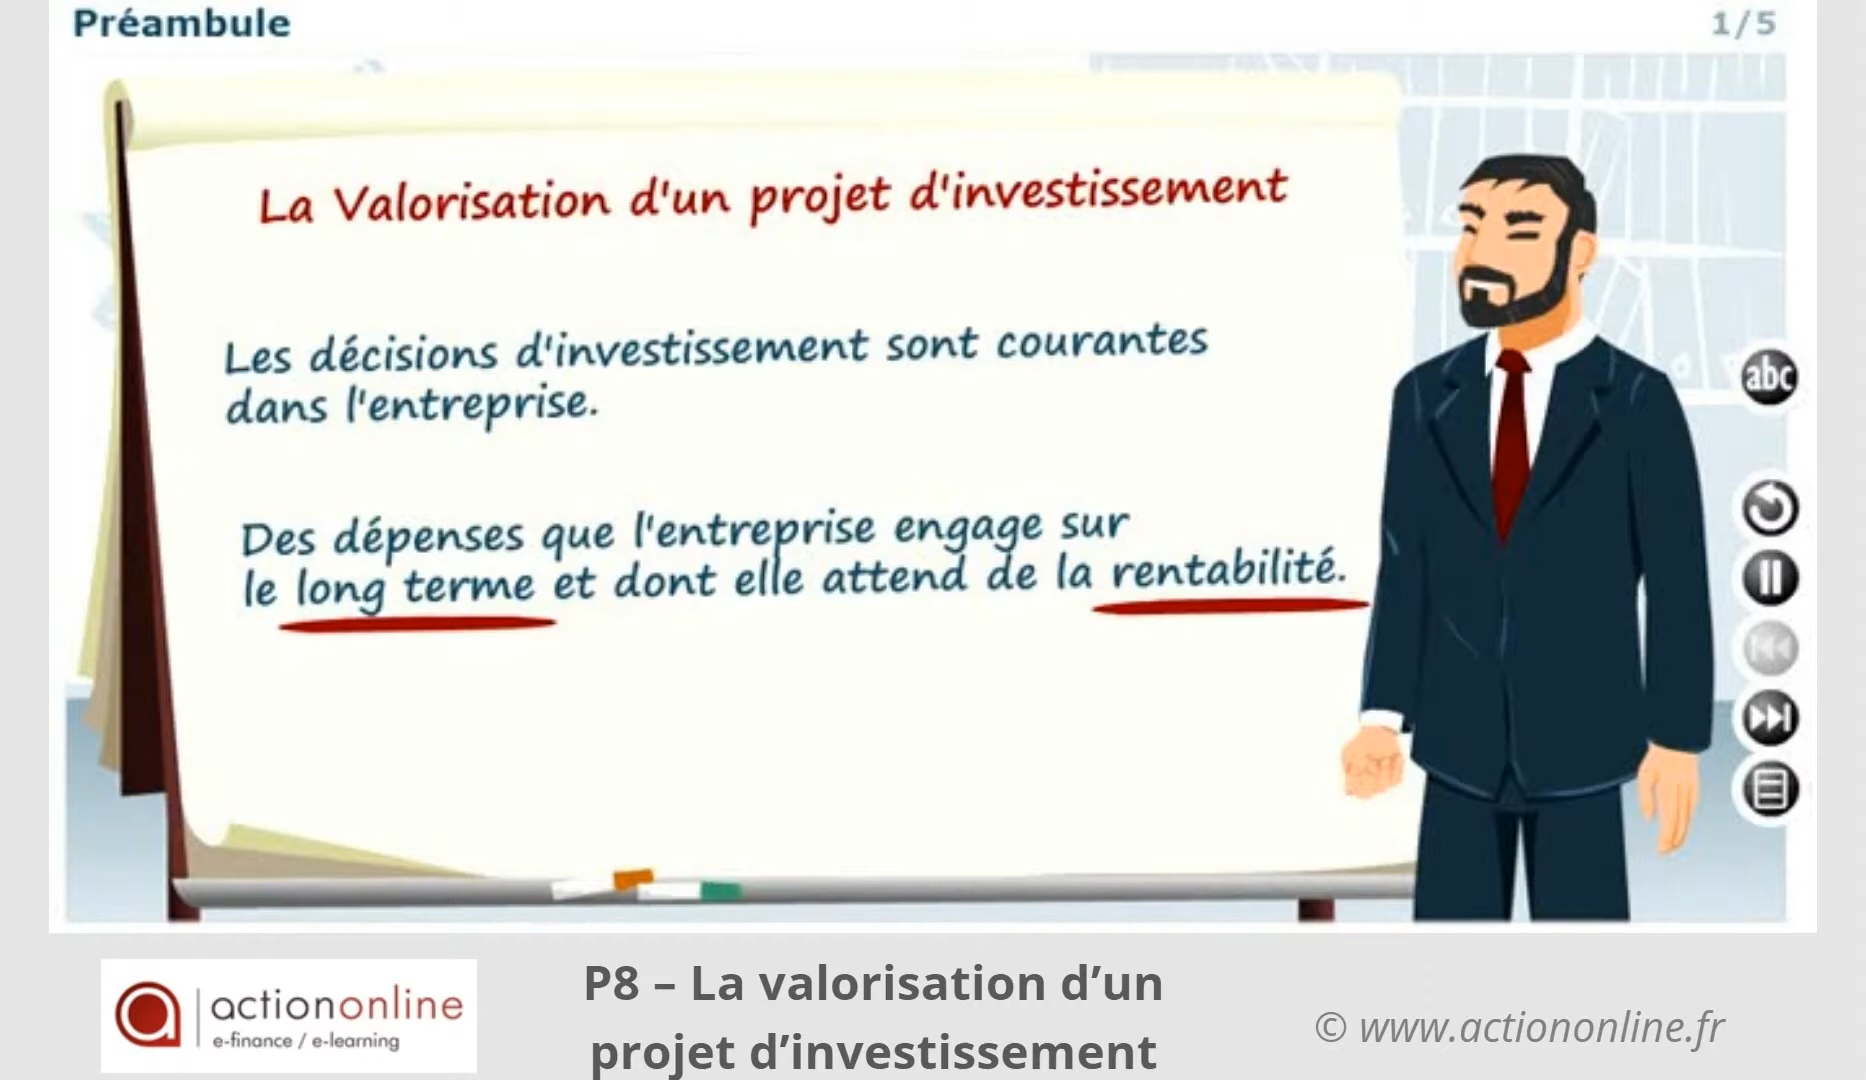 Préambule
1/5
La Valorisation d'un projet d'investissement
Les décisions d'investissement sont courantes
dans l'entreprise.
Des dépenses que l'entreprise engage sur
le long terme et dont elle attend de la rentabilité.
abc
actiononline
e-finance / e-learning
P8 – La valorisation d’un
projet d’investissement
© www.actiononline.fr